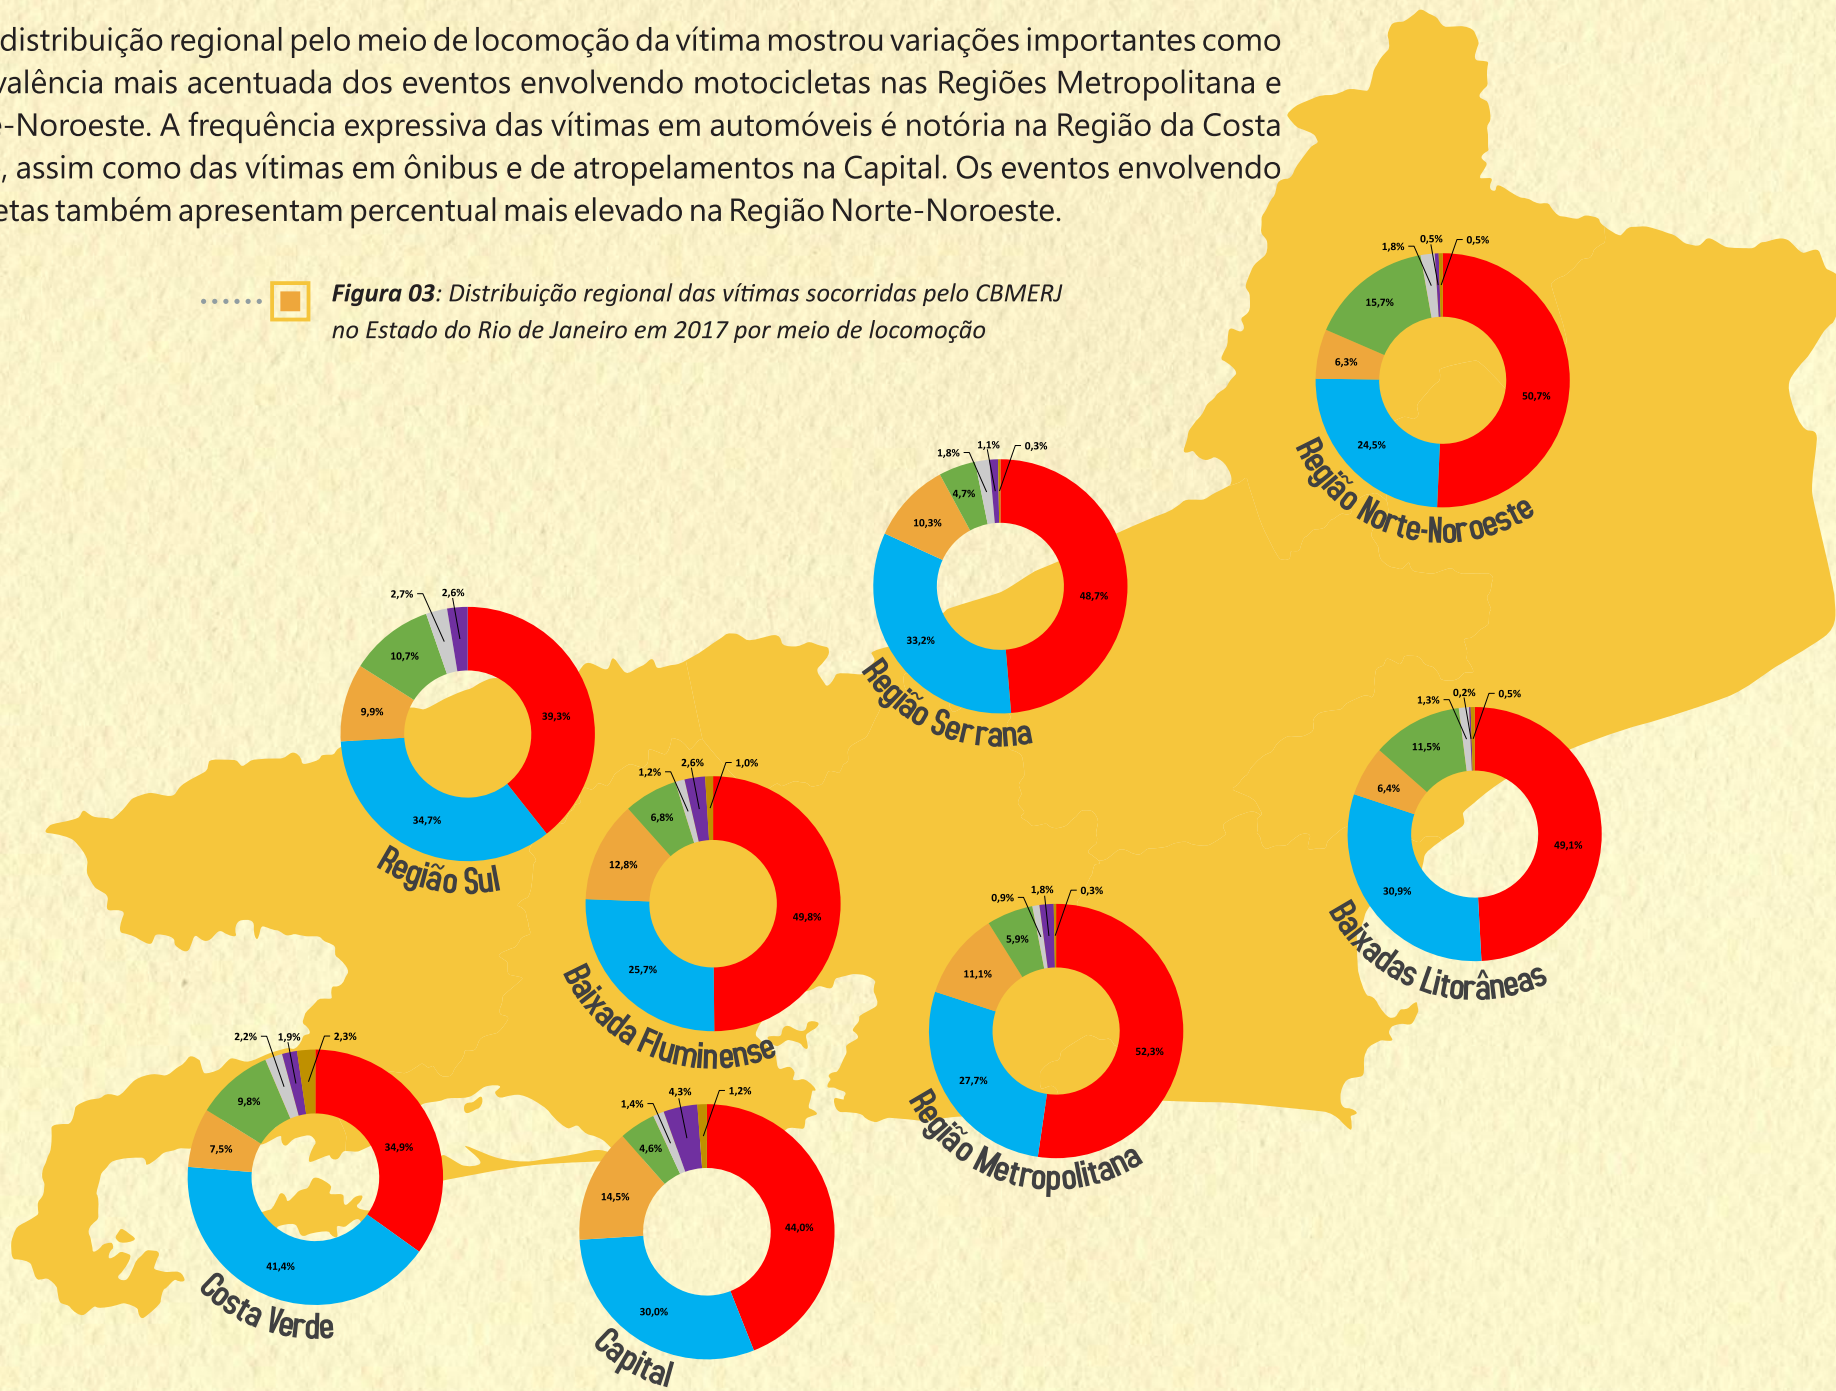 distribuição regional pelo meio de locomoção da vítima mostrou variações importantes como
valência mais acentuada dos eventos envolvendo motocicletas nas Regiões Metropolitana e
e-Noroeste. A frequência expressiva das vítimas em automóveis é notória na Região da Costa
, assim como das vítimas em ônibus e de atropelamentos na Capital. Os eventos envolvendo
etas também apresentam percentual mais elevado na Região Norte-Noroeste.
Figura 03: Distribuição regional das vítimas socorridas pelo CBMERJ
no Estado do Rio de Janeiro em 2017 por meio de locomoção
1,8% 0,5% 0,5%
15,7%
6,3%
50,7%
24,5%
Região Norte-Noroeste
1,8% 1,1% 0,3%
4,7%
10,3%
48,7%
33,2%
Região Serrana
2,7% 2,6%
10,7%
9,9%
39,3%
34,7%
Região Sul
1,2% 2,6% 1,0%
6,8%
12,8%
49,8%
25,7%
Baixada Fluminense
1,3% 0,2% 0,5%
11,5%
6,4%
49,1%
30,9%
Baixadas Litorâneas
0,9% 1,8% 0,3%
5,9%
11,1%
52,3%
27,7%
Região Metropolitana
2,2% 1,9% 2,3%
9,8%
7,5%
34,9%
41,4%
Costa Verde
1,4% 4,3% 1,2%
4,6%
14,5%
44,0%
30,0%
Capital